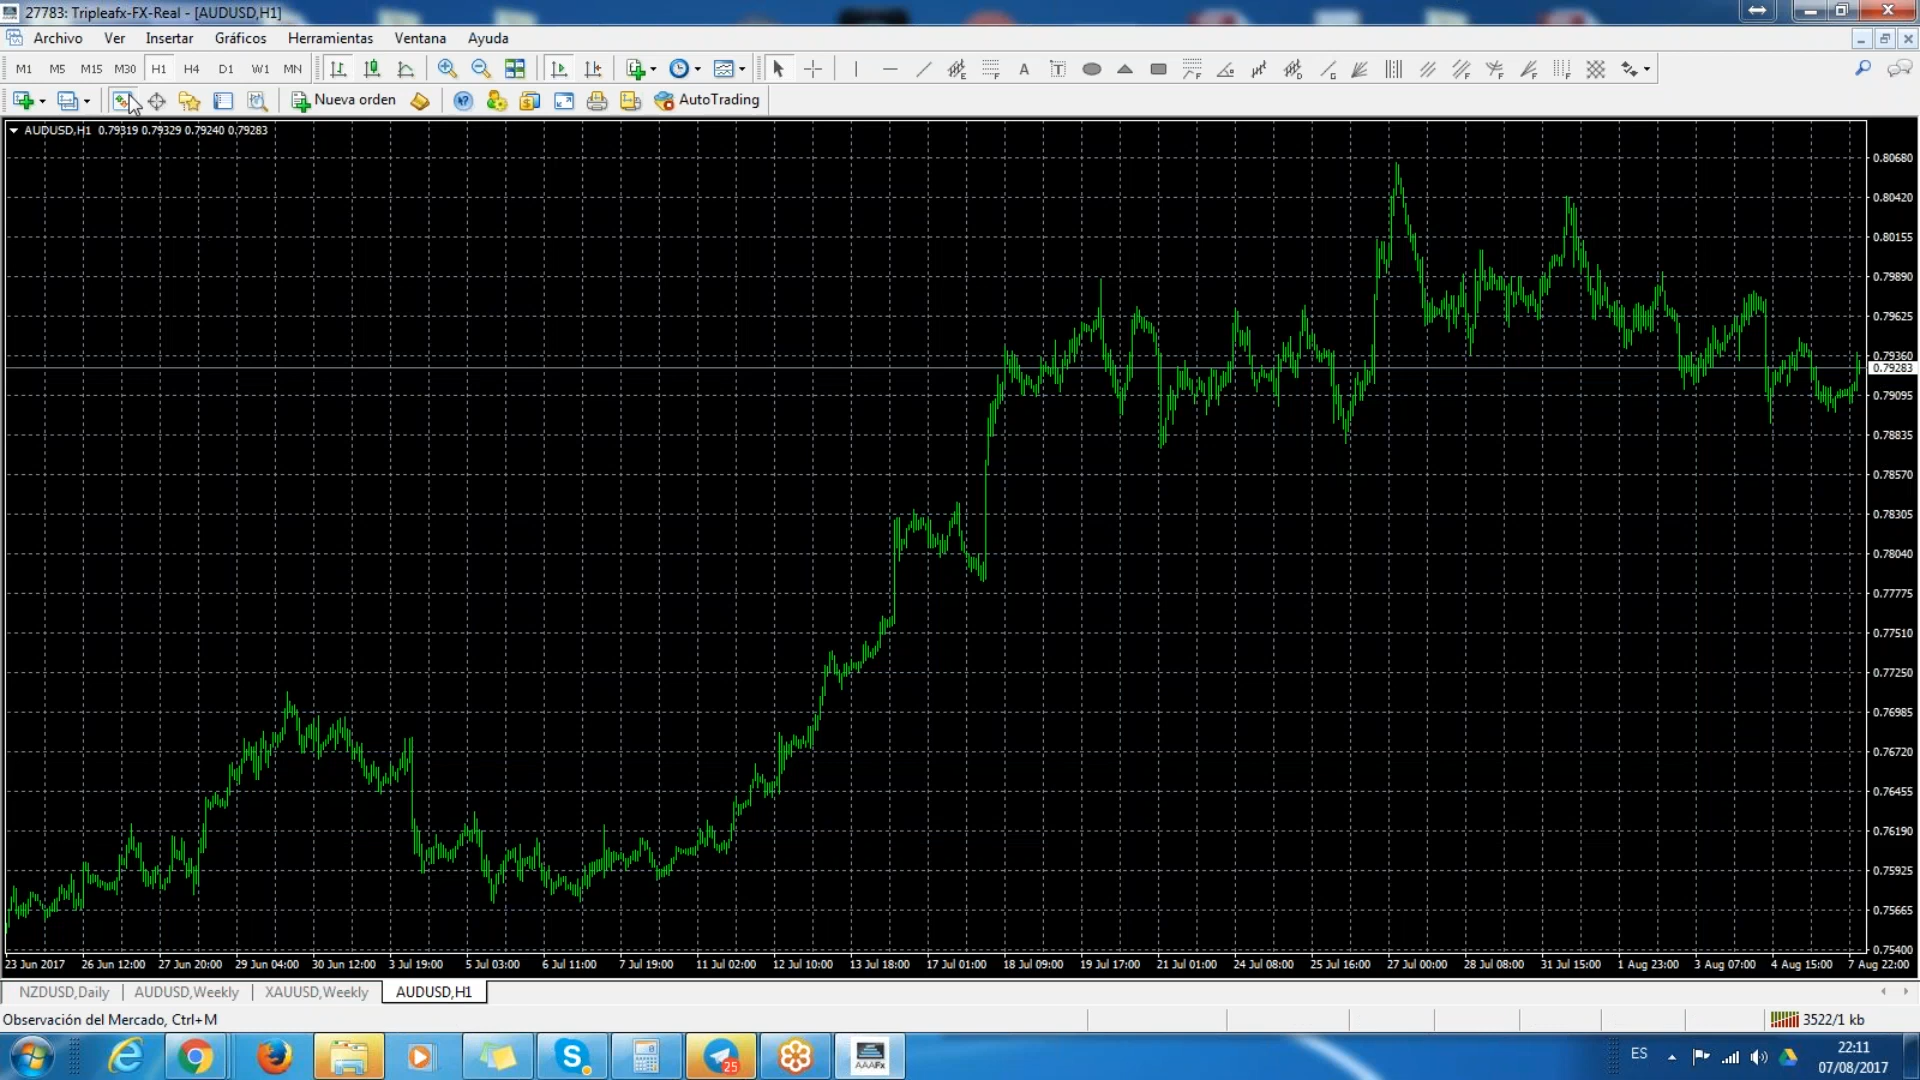 27783: Tripleafx-FX-Real - [AUDUSD,H1]
Archivo Ver Insertar Gráficos Herramientas Ventana Ayuda
M1 M5 M15 M30 H1 H4 D1 W1 MN A T
Nueva orden AutoTrading
AUDUSD,H1 0.79319 0.79329 0.79240 0.79283
0.80680
0.80420
0.80155
0.79890
0.79625
0.79360
0.79283
0.79095
0.78835
0.78570
0.78305
0.78040
0.77775
0.77510
0.77250
0.76985
0.76720
0.76455
0.76190
0.75925
0.75665
0.75400
23 Jun 2017 26 Jun 12:00 27 Jun 20:00 29 Jun 04:00 30 Jun 12:00 3 Jul 19:00 5 Jul 03:00 6 Jul 11:00 7 Jul 19:00 11 Jul 02:00 12 Jul 10:00 13 Jul 18:00 17 Jul 01:00 18 Jul 09:00 19 Jul 17:00 21 Jul 01:00 24 Jul 08:00 25 Jul 16:00 27 Jul 00:00 28 Jul 08:00 31 Jul 15:00 1 Aug 23:00 3 Aug 07:00 4 Aug 15:00 7 Aug 22:00
NZDUSD,Daily AUDUSD,Weekly XAUUSD,Weekly AUDUSD,H1
Observación del Mercado, Ctrl+M 3522/1 kb
25 AAAFx ES 22:11
07/08/2017